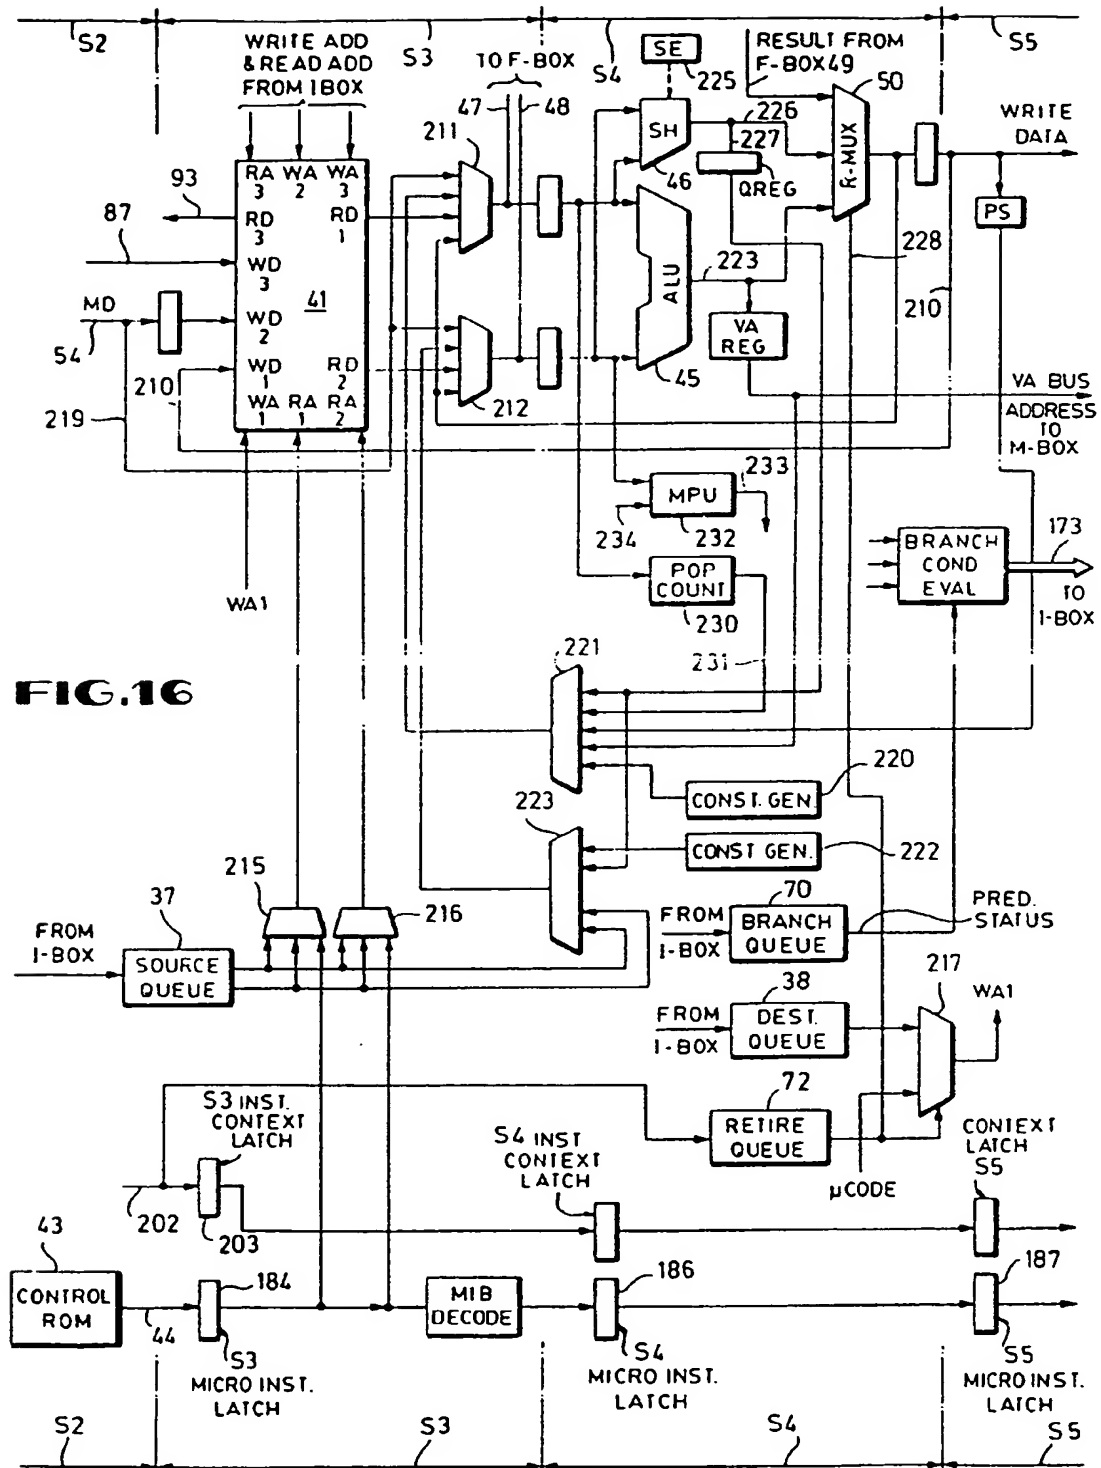 S2
S3
S4
S5
WRITE ADD
& READ ADD
FROM IBOX
TO F-BOX
47
48
SE
225
RESULT FROM
F-BOX 49
50
211
SH
226
227
46
QREG
R-MUX
WRITE
DATA
PS
93
87
RA
3
WA
2
WA
3
RD
3
RD
1
WD
3
41
MD
54
WD
2
WD
1
RD
2
WA
1
RA
1
RA
2
210
219
212
ALU
45
223
VA
REG
228
210
VA BUS
ADDRESS
TO
M-BOX
MPU
233
234
232
POP
COUNT
230
231
BRANCH
COND
EVAL
173
TO
I-BOX
WA1
FIG.16
221
220
CONST. GEN.
223
CONST GEN.
222
215
216
FROM
I-BOX
37
SOURCE
QUEUE
70
FROM
I-BOX
BRANCH
QUEUE
PRED.
STATUS
38
FROM
I-BOX
DEST.
QUEUE
217
WA1
72
RETIRE
QUEUE
µCODE
S3 INST.
CONTEXT
LATCH
S4 INST
CONTEXT
LATCH
CONTEXT
LATCH
S5
202
203
43
CONTROL
ROM
44
184
S3
MICRO INST.
LATCH
MIB
DECODE
186
S4
MICRO INST.
LATCH
187
S5
MICRO INST.
LATCH
S2
S3
S4
S5